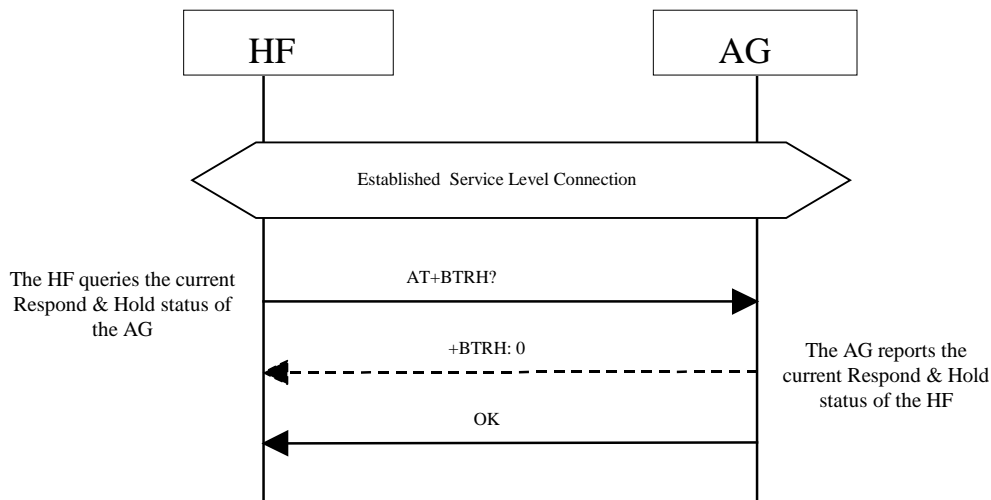 HF
AG
Established Service Level Connection
The HF queries the current
Respond & Hold status of
the AG
AT+BTRH?
+BTRH: 0
The AG reports the
current Respond & Hold
status of the HF
OK